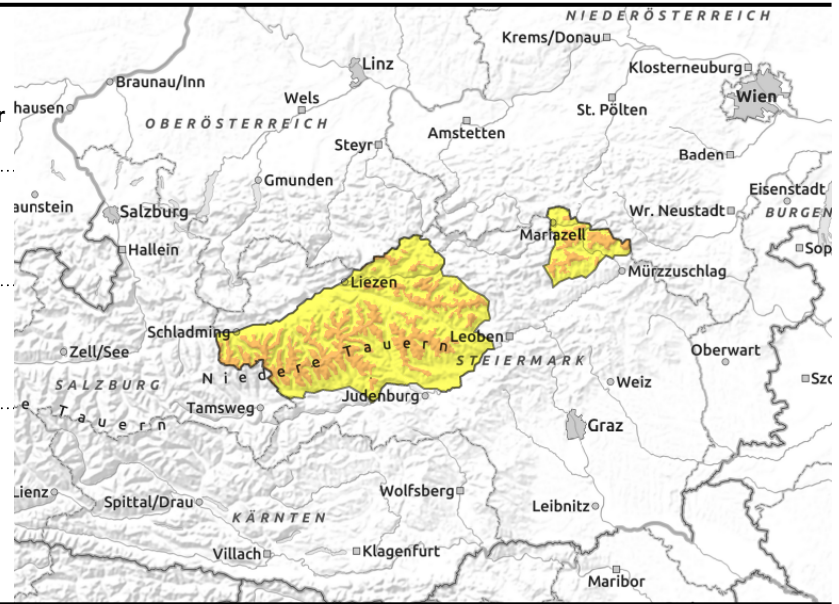 NIEDERÖSTERREICH
Krems/Donau
Linz
Klosterneuburg
Braunau/Inn
Wels
Wien
hausen
r
St. Pölten
OBERÖSTERREICH
Amstetten
Steyr
Baden
Gmunden
Eisenstadt
aunstein
Salzburg
Wr. Neustadt
BURGEN
Mariazell
Hallein
Sop
Mürzzuschlag
Liezen
Schladming
Leoben
Zell/See
Niedere Tauern
STEIERMARK
Oberwart
SALZBURG
Weiz
Szo
Judenburg
Tamsweg
e Tauern
Graz
Lienz
Wolfsberg
Spittal/Drau
Leibnitz
KÄRNTEN
Villach
Klagenfurt
Maribor